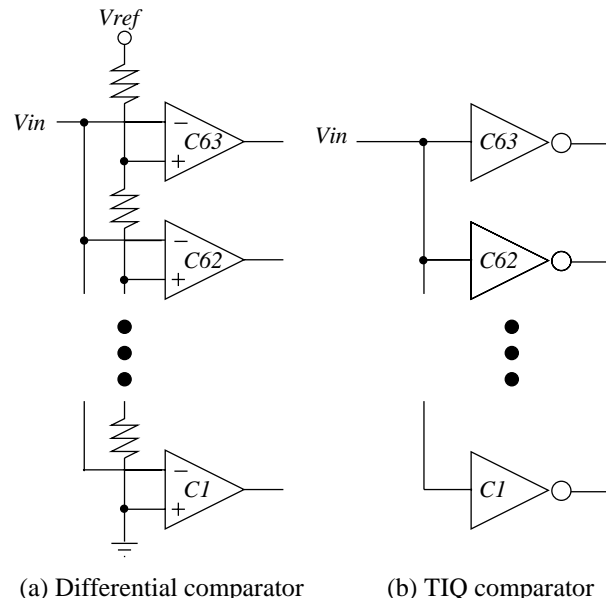 Vref
Vin
−
C63
+
−
C62
+
−
C1
+
(a) Differential comparator
Vin
C63
C62
C1
(b) TIQ comparator